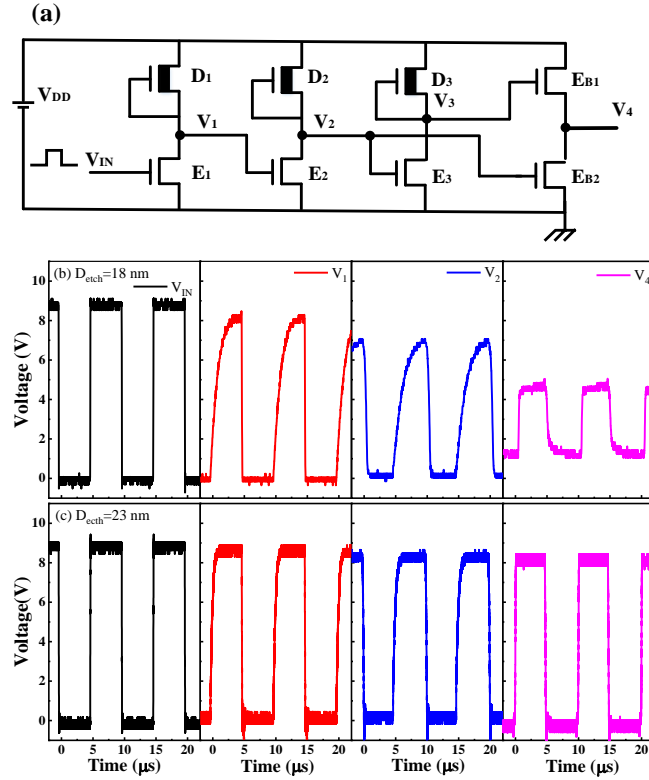 (a)
D1 D2 D3 EB1
VDD
V1 V2 V3 V4
VIN
E1 E2 E3 EB2
(b) Detch=18 nm
VIN V1 V2 V4
10
8
6
4
2
0
Voltage (V)
(c) Decth=23 nm
10
8
6
4
2
0
Voltage(V)
0 5 10 15 20 0 5 10 15 20 0 5 10 15 20 0 5 10 15 20
Time (μs) Time (μs) Time (μs) Time (μs)